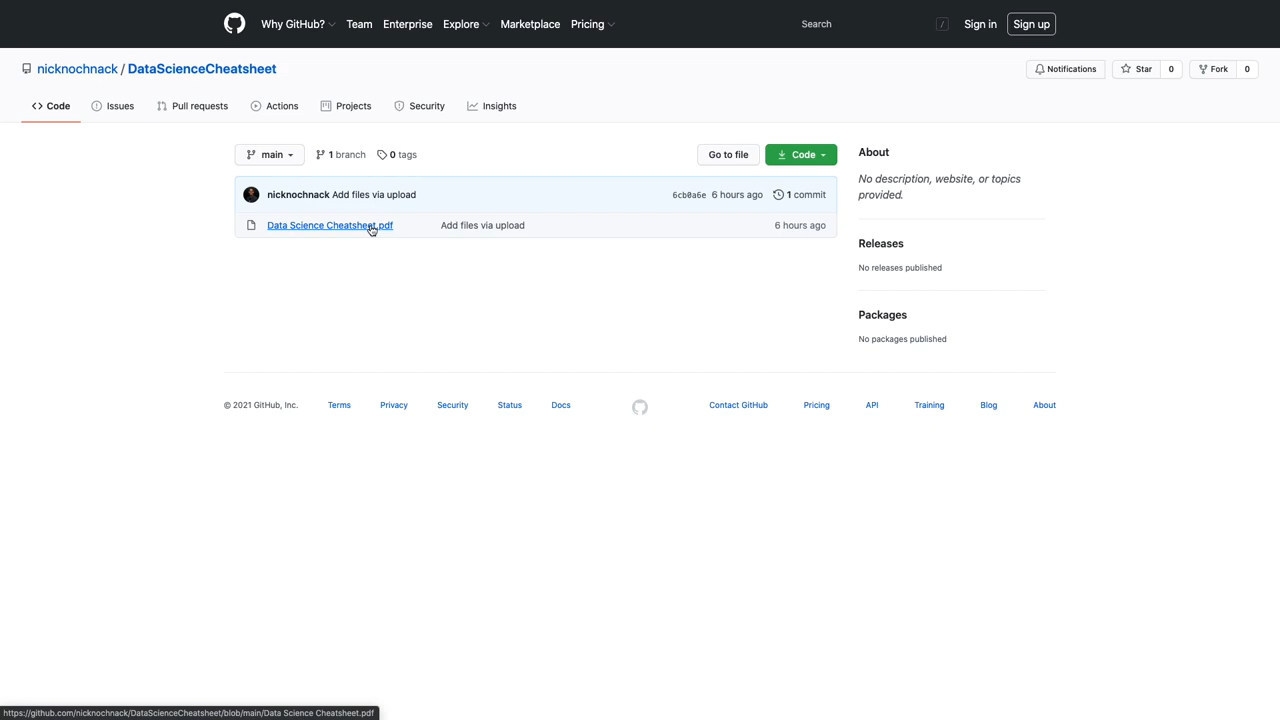 Why GitHub? Team Enterprise Explore Marketplace Pricing Search / Sign in Sign up
nicknochnack / DataScienceCheatsheet Notifications Star 0 Fork 0
Code Issues Pull requests Actions Projects Security Insights
main 1 branch 0 tags Go to file Code
nicknochnack Add files via upload 6cb0a6e 6 hours ago 1 commit
Data Science Cheatsheet.pdf Add files via upload 6 hours ago
About
No description, website, or topics
provided.
Releases
No releases published
Packages
No packages published
© 2021 GitHub, Inc. Terms Privacy Security Status Docs Contact GitHub Pricing API Training Blog About
https://github.com/nicknochnack/DataScienceCheatsheet/blob/main/Data Science Cheatsheet.pdf